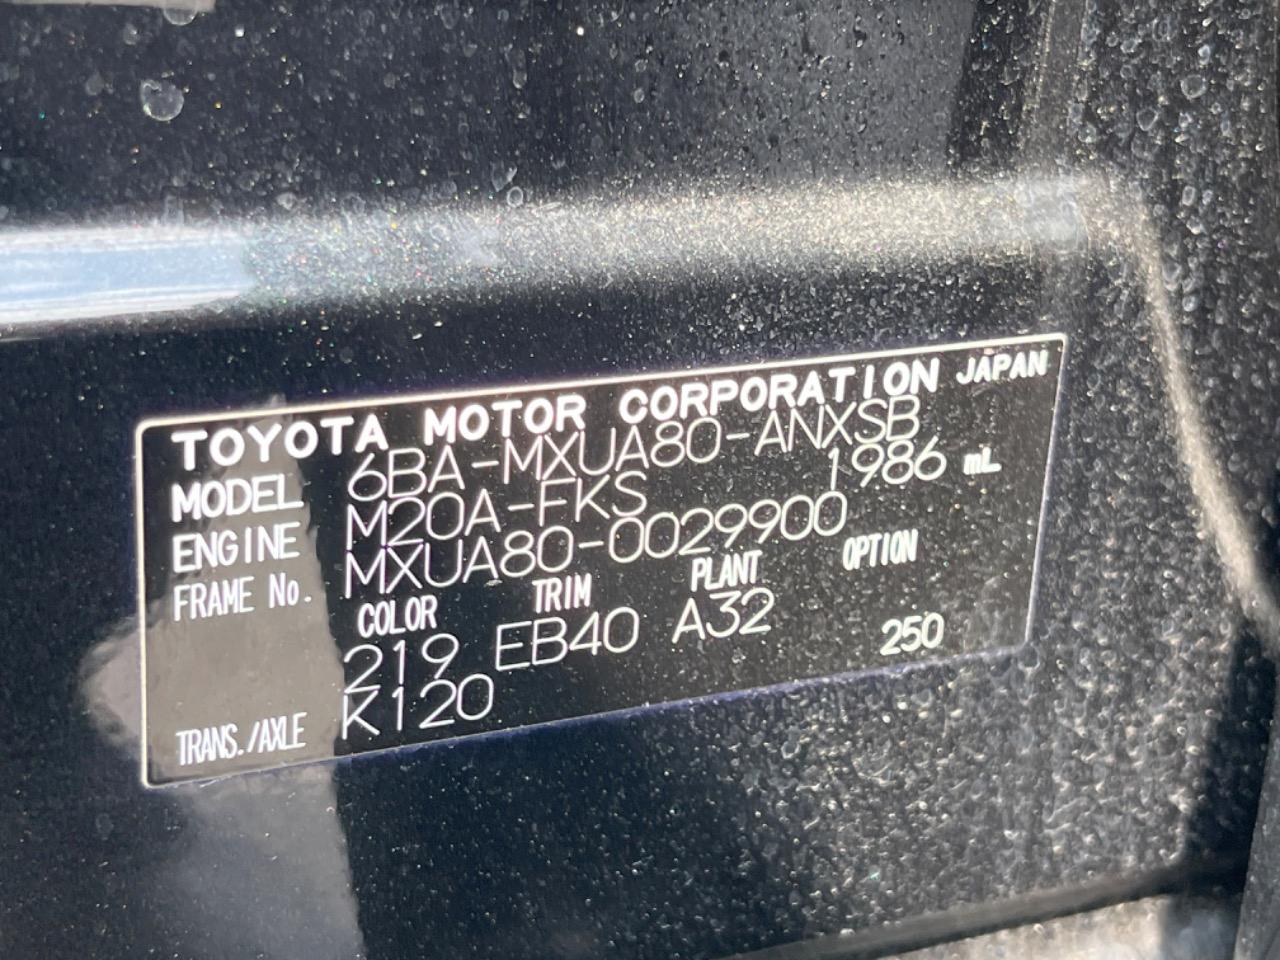 TOYOTA MOTOR CORPORATION JAPAN
MODEL 6BA-MXUA80-ANXSB
ENGINE M20A-FKS 1986 mL
FRAME No. MXUA80-0029900
COLOR TRIM PLANT OPTION
219 EB40 A32
TRANS./AXLE K120 250